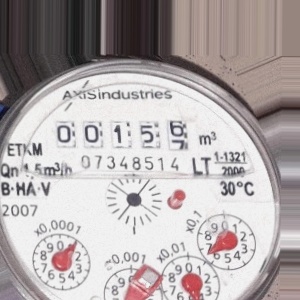 AXISindustries
0 0 1 5 6 m³
ETKM
07348514 LT 1-1321
Qn 1.5m³/h 2000
B·HA·V 30°C
2007
x0,0001
x0,001
x0,01
x0,1